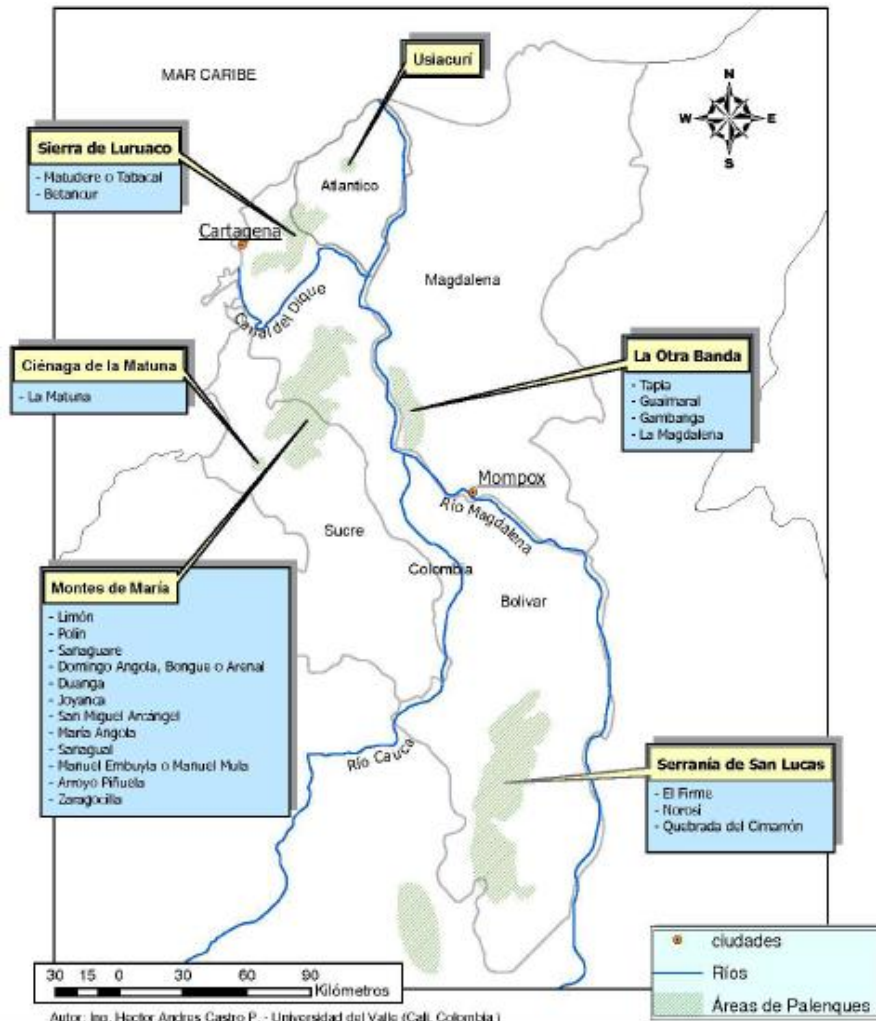 MAR CARIBE
Usiacurí
N
W E
S
Sierra de Luruaco
- Matudere o Tabacal
- Betancur
Atlantico
Cartagena
Magdalena
Canal del Dique
Ciénaga de la Matuna
- La Matuna
La Otra Banda
- Tapia
- Guaimaral
- Gambanga
- La Magdalena
Mompox
Río Magdalena
Sucre
Colombia
Bolivar
Montes de María
- Limón
- Polín
- Sanaguare
- Domingo Angola, Bongue o Arenal
- Duanga
- Joyanca
- San Miguel Arcángel
- María Angola
- Sanagual
- Manuel Embuyla o Manuel Mula
- Arroyo Piñuela
- Zaragocilla
Río Cauca
Serranía de San Lucas
- El Firme
- Norosi
- Quebrada del Cimarrón
ciudades
Ríos
Áreas de Palenques
30 15 0 30 60 90
Kilómetros
Autor: Ing. Hector Andres Castro P. - Universidad del Valle (Cali, Colombia )